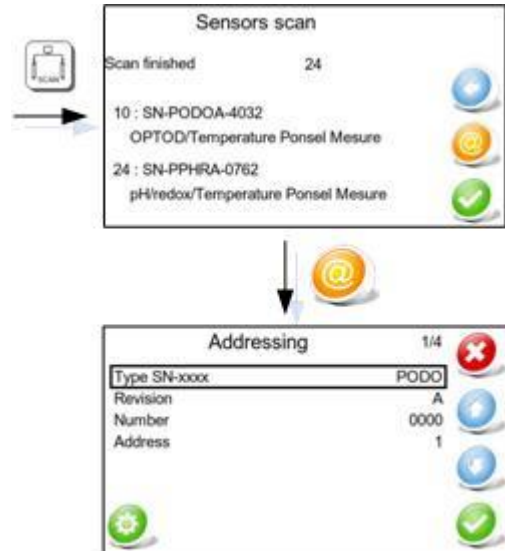 Sensors scan
SCAN
Scan finished 24
10 : SN-PODOA-4032
OPTOD/Temperature Ponsel Mesure
24 : SN-PPHRA-0762
pH/redox/Temperature Ponsel Mesure
@
@
Addressing 1/4
Type SN-xxxx PODO
Revision A
Number 0000
Address 1